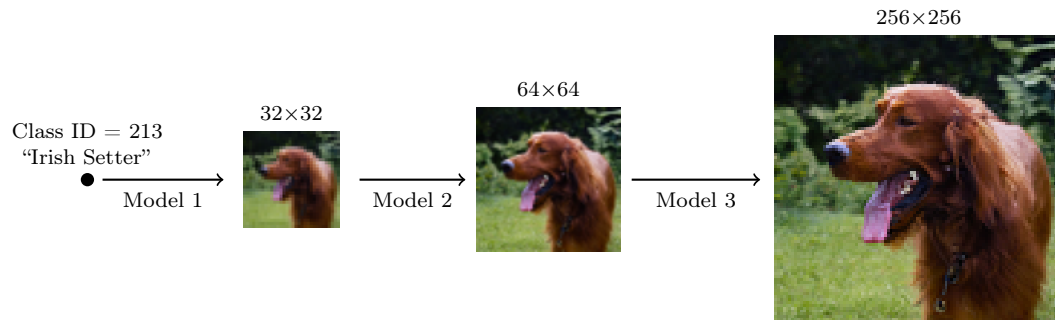 Class ID = 213
“Irish Setter”
Model 1
32×32
Model 2
64×64
Model 3
256×256